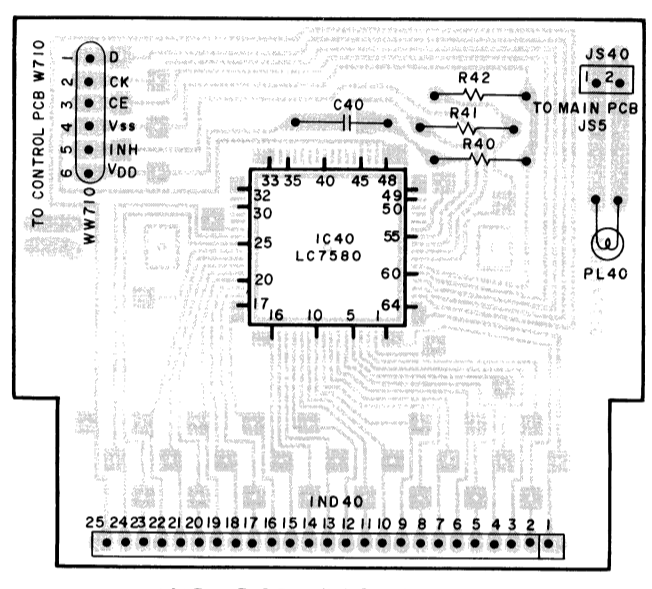 TO CONTROL PCB W710
1 D
2 CK
3 CE
4 Vss
5 INH
6 VDD
WW710
JS40
1 2
TO MAIN PCB
JS5
R42
C40
R41
R40
33 35 40 45 48
32 49
30 50
25 55
IC40
LC7580
20 60
17 64
16 10 5 1
PL40
IND40
25 24 23 22 21 20 19 18 17 16 15 14 13 12 11 10 9 8 7 6 5 4 3 2 1